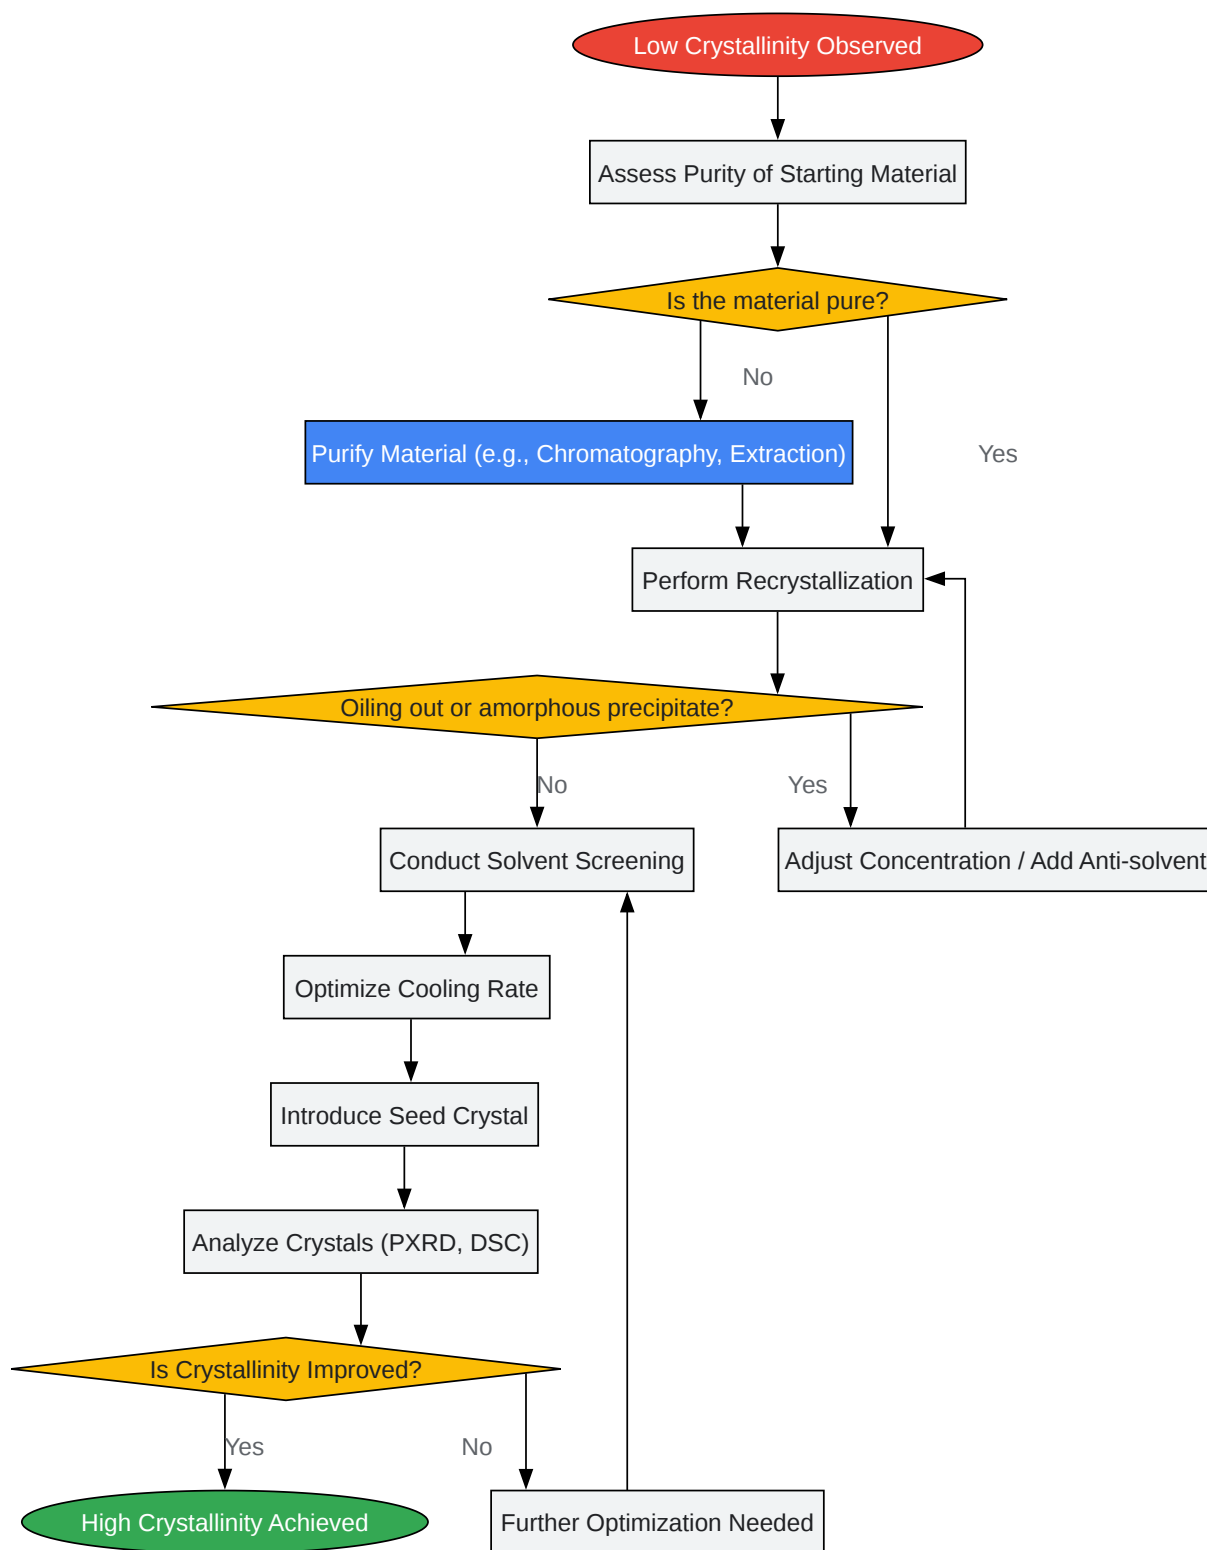 Low Crystallinity Observed
Assess Purity of Starting Material
Is the material pure?
No
Purify Material (e.g., Chromatography, Extraction)
Yes
Perform Recrystallization
Oiling out or amorphous precipitate?
No
Yes
Conduct Solvent Screening
Adjust Concentration / Add Anti-solvent
Optimize Cooling Rate
Introduce Seed Crystal
Analyze Crystals (PXRD, DSC)
Is Crystallinity Improved?
Yes
No
High Crystallinity Achieved
Further Optimization Needed